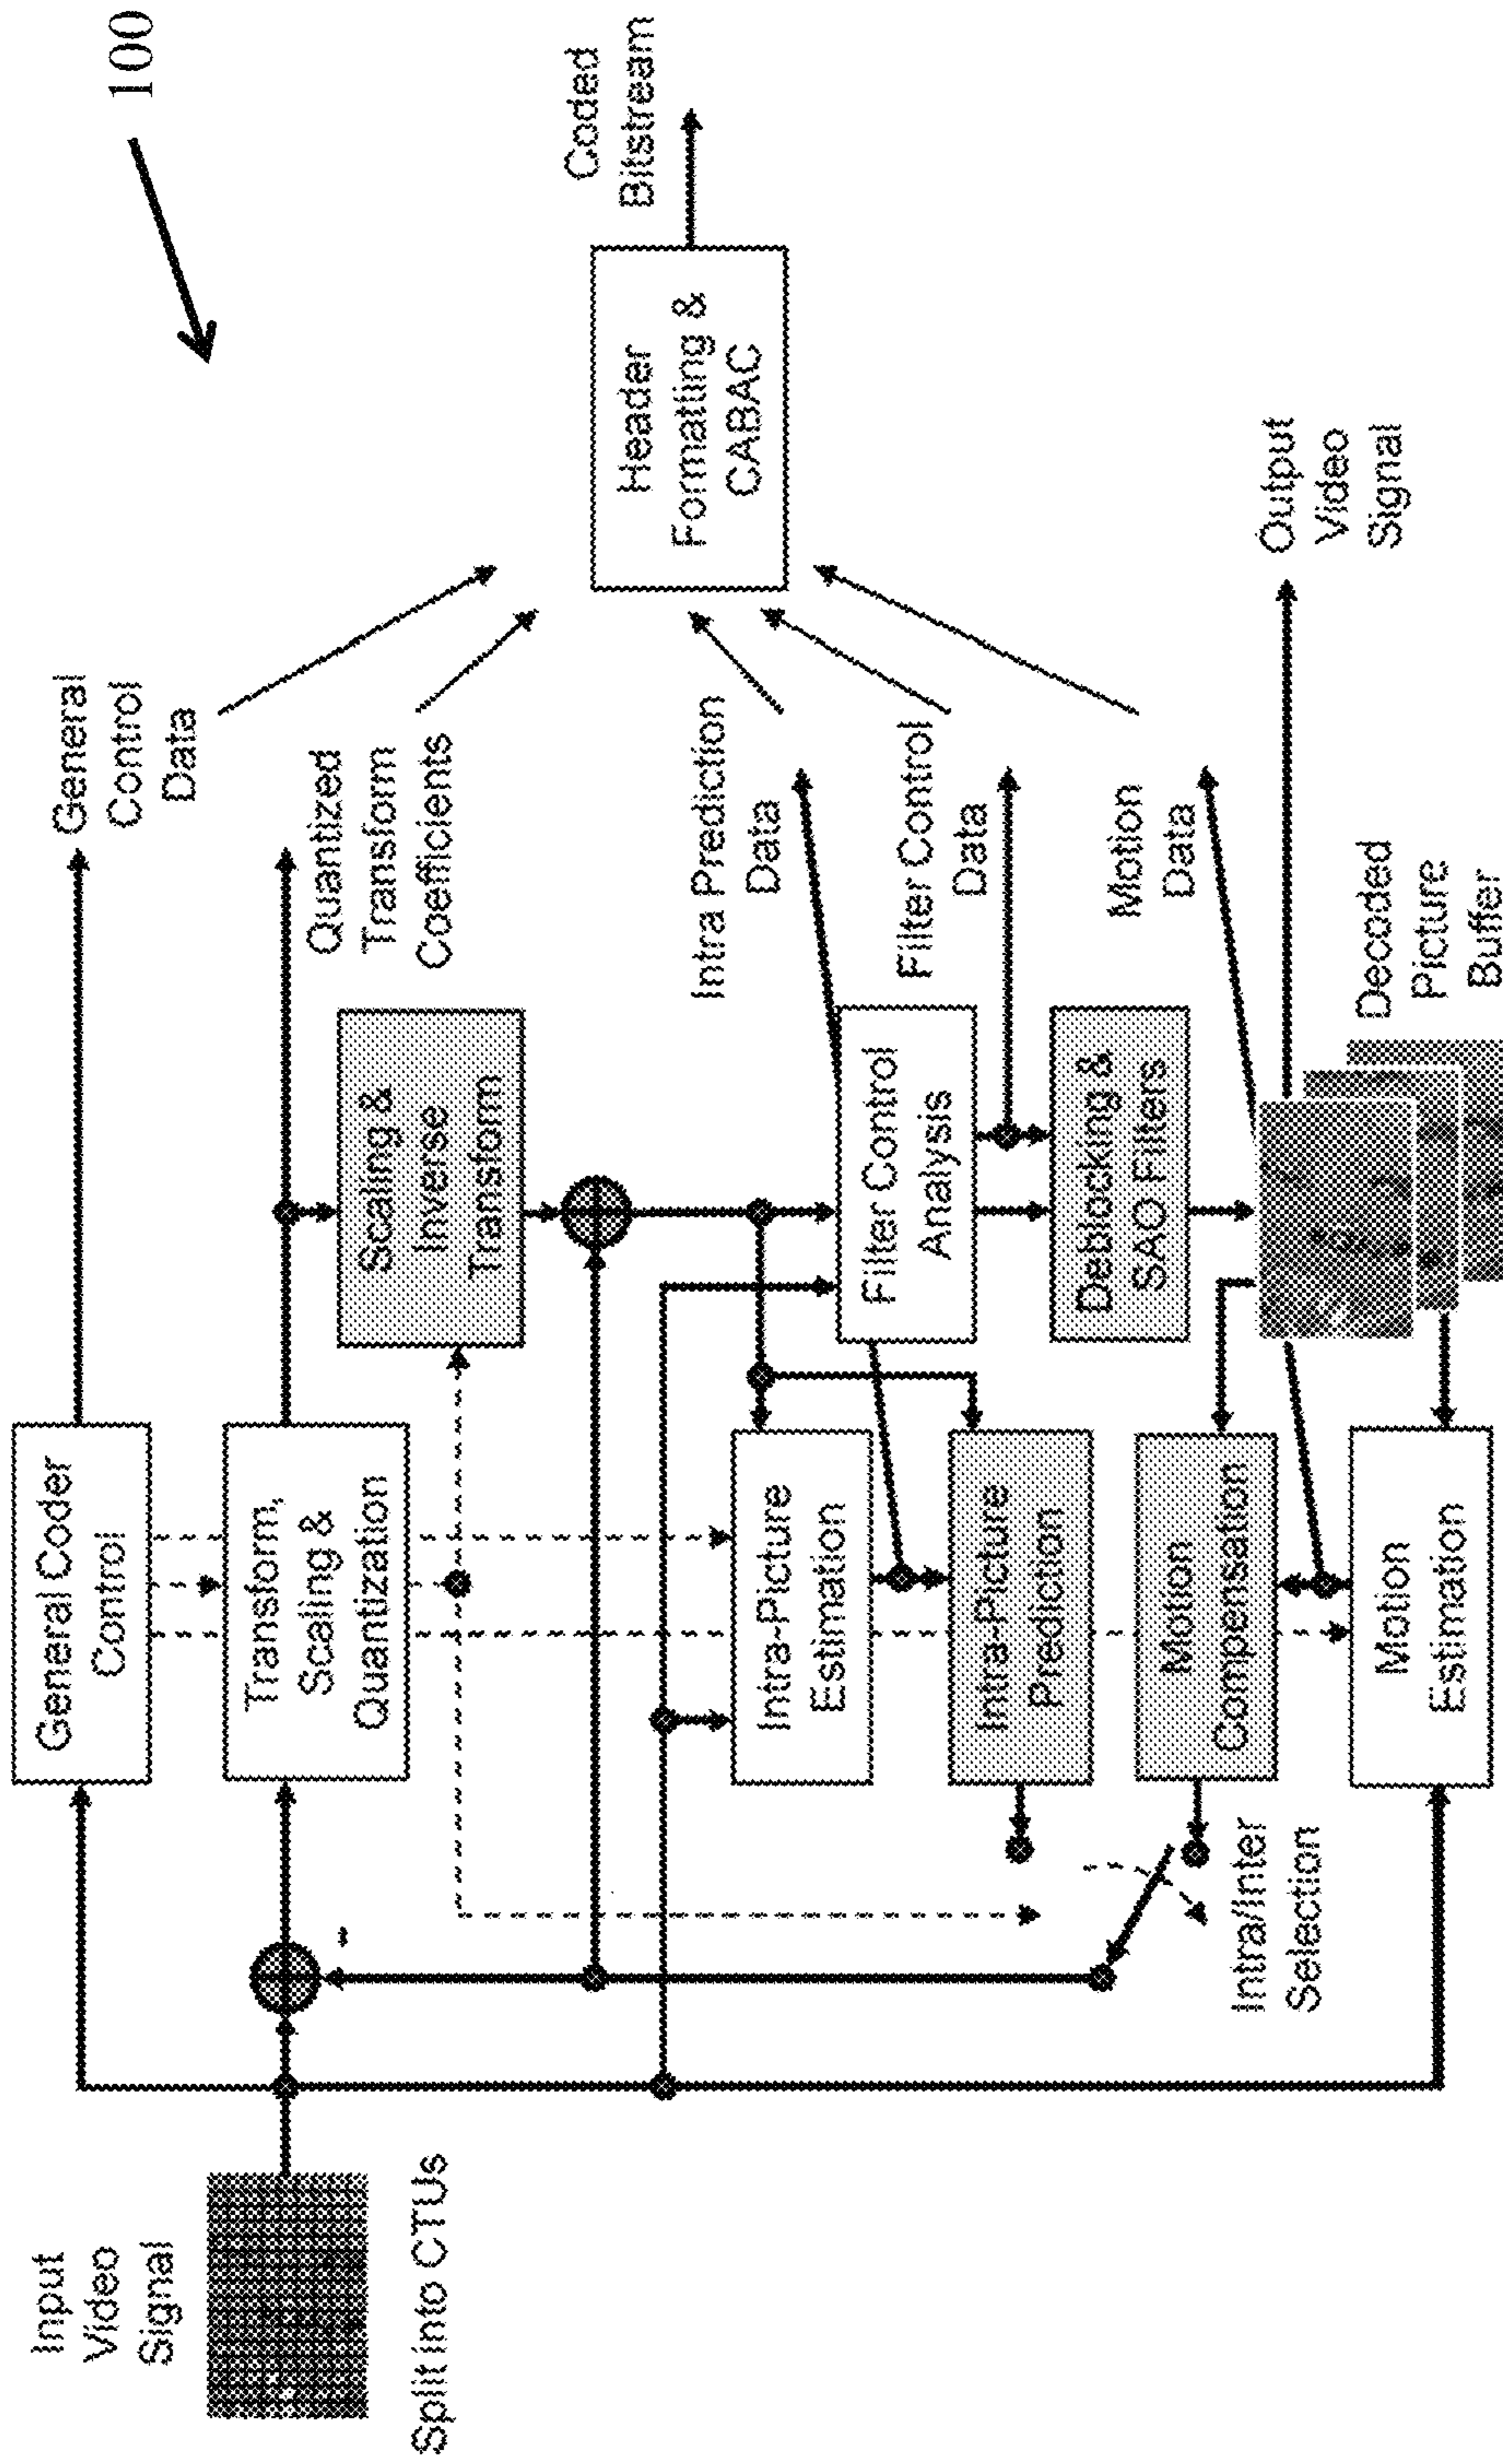 100
Input
Video
Signal
Split into CTUs
General Coder
Control
Transform,
Scaling &
Quantization
General
Control
Data
Quantized
Transform
Coefficients
Scaling &
Inverse
Transform
Header
Formatting &
CABAC
Coded
Bitstream
Intra-Picture
Estimation
Intra-Picture
Prediction
Filter Control
Analysis
Deblocking &
SAO Filters
Intra Prediction
Data
Filter Control
Data
Motion
Data
Motion
Compensation
Motion
Estimation
Intra/Inter
Selection
-
Output
Video
Signal
Decoded
Picture
Buffer